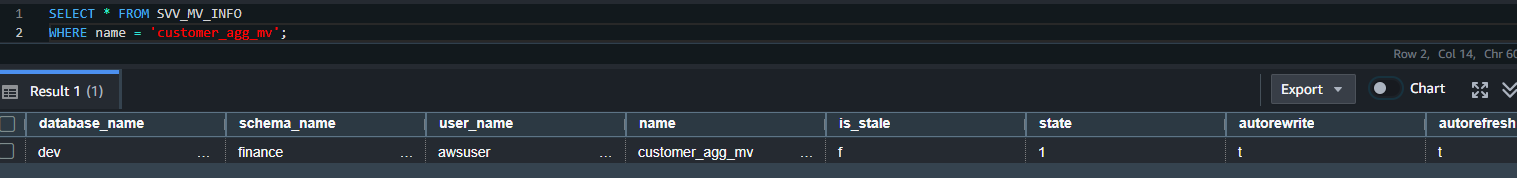 1 SELECT * FROM SVV_MV_INFO
2 WHERE name = 'customer_agg_mv';
Row 2, Col 14, Chr 60
Result 1 (1) Export Chart
database_name schema_name user_name name is_stale state autorewrite autorefresh
dev ... finance ... awsuser ... customer_agg_mv ... f 1 t t